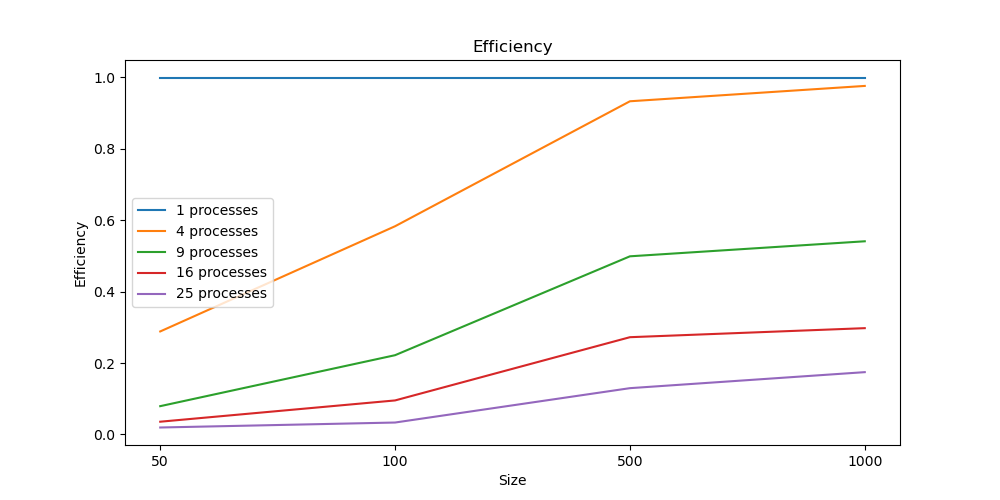 Efficiency
1.0
0.8
0.6
0.4
0.2
0.0
Efficiency
1 processes
4 processes
9 processes
16 processes
25 processes
50 100 500 1000
Size